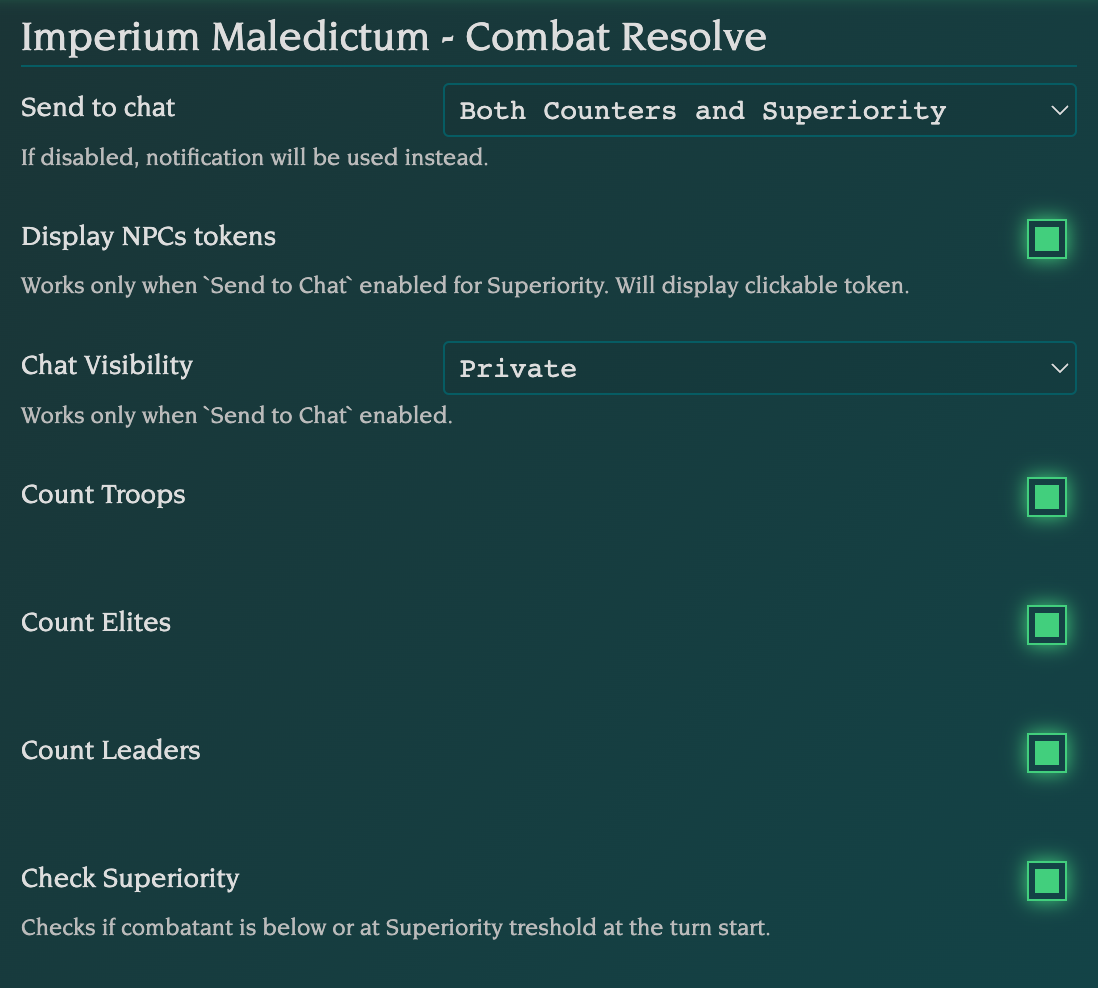 Imperium Maledictum - Combat Resolve
Send to chat
Both Counters and Superiority
If disabled, notification will be used instead.
Display NPCs tokens
Works only when `Send to Chat` enabled for Superiority. Will display clickable token.
Chat Visibility
Private
Works only when `Send to Chat` enabled.
Count Troops
Count Elites
Count Leaders
Check Superiority
Checks if combatant is below or at Superiority treshold at the turn start.